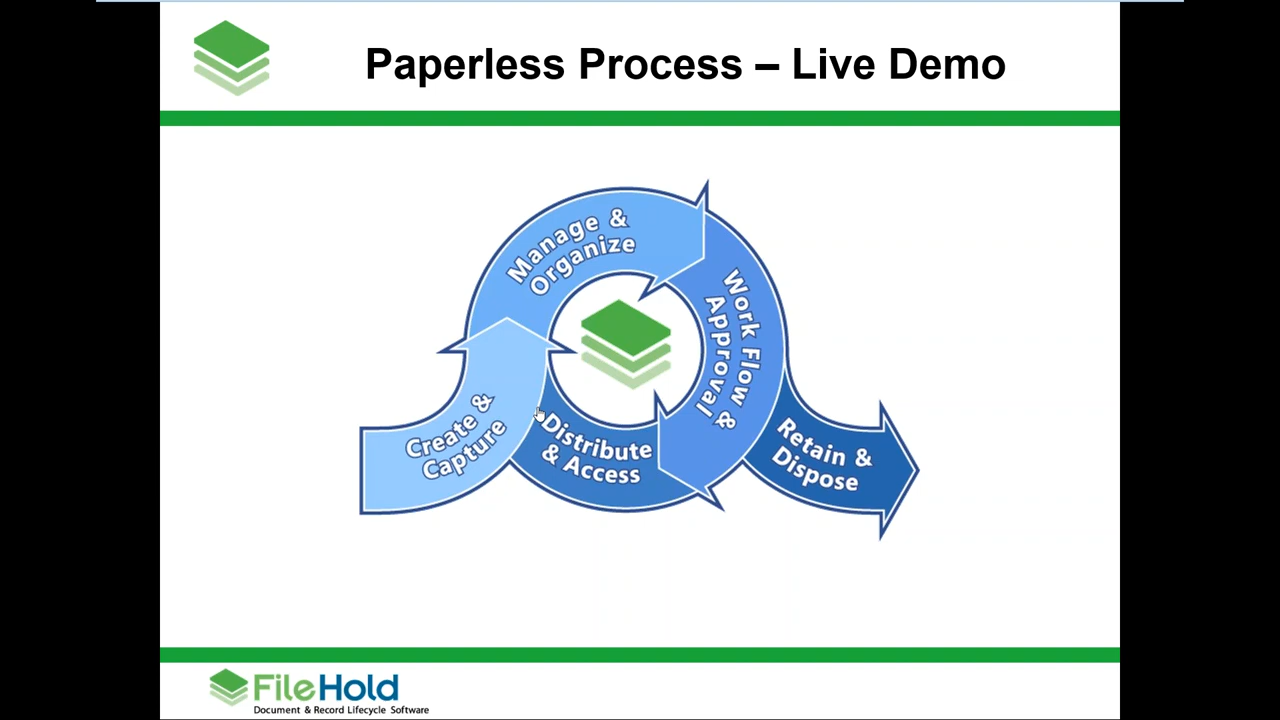 Paperless Process – Live Demo
Manage &
Organize
Work Flow &
Approval
Create &
Capture
Distribute
& Access
Retain &
Dispose
FileHold
Document & Record Lifecycle Software